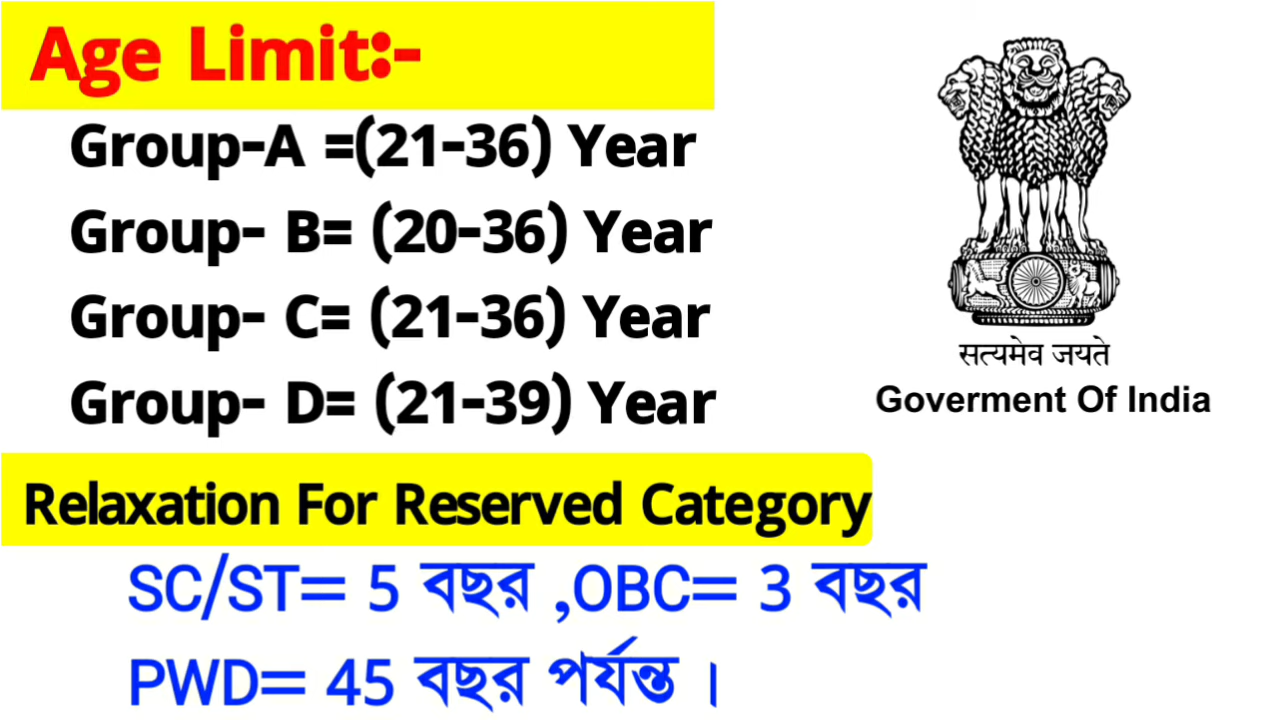 Age Limit:-
Group-A =(21-36) Year
Group- B= (20-36) Year
Group- C= (21-36) Year
Group- D= (21-39) Year
सत्यमेव जयते
Goverment Of India
Relaxation For Reserved Category
SC/ST= 5 বছর ,OBC= 3 বছর
PWD= 45 বছর পর্যন্ত।